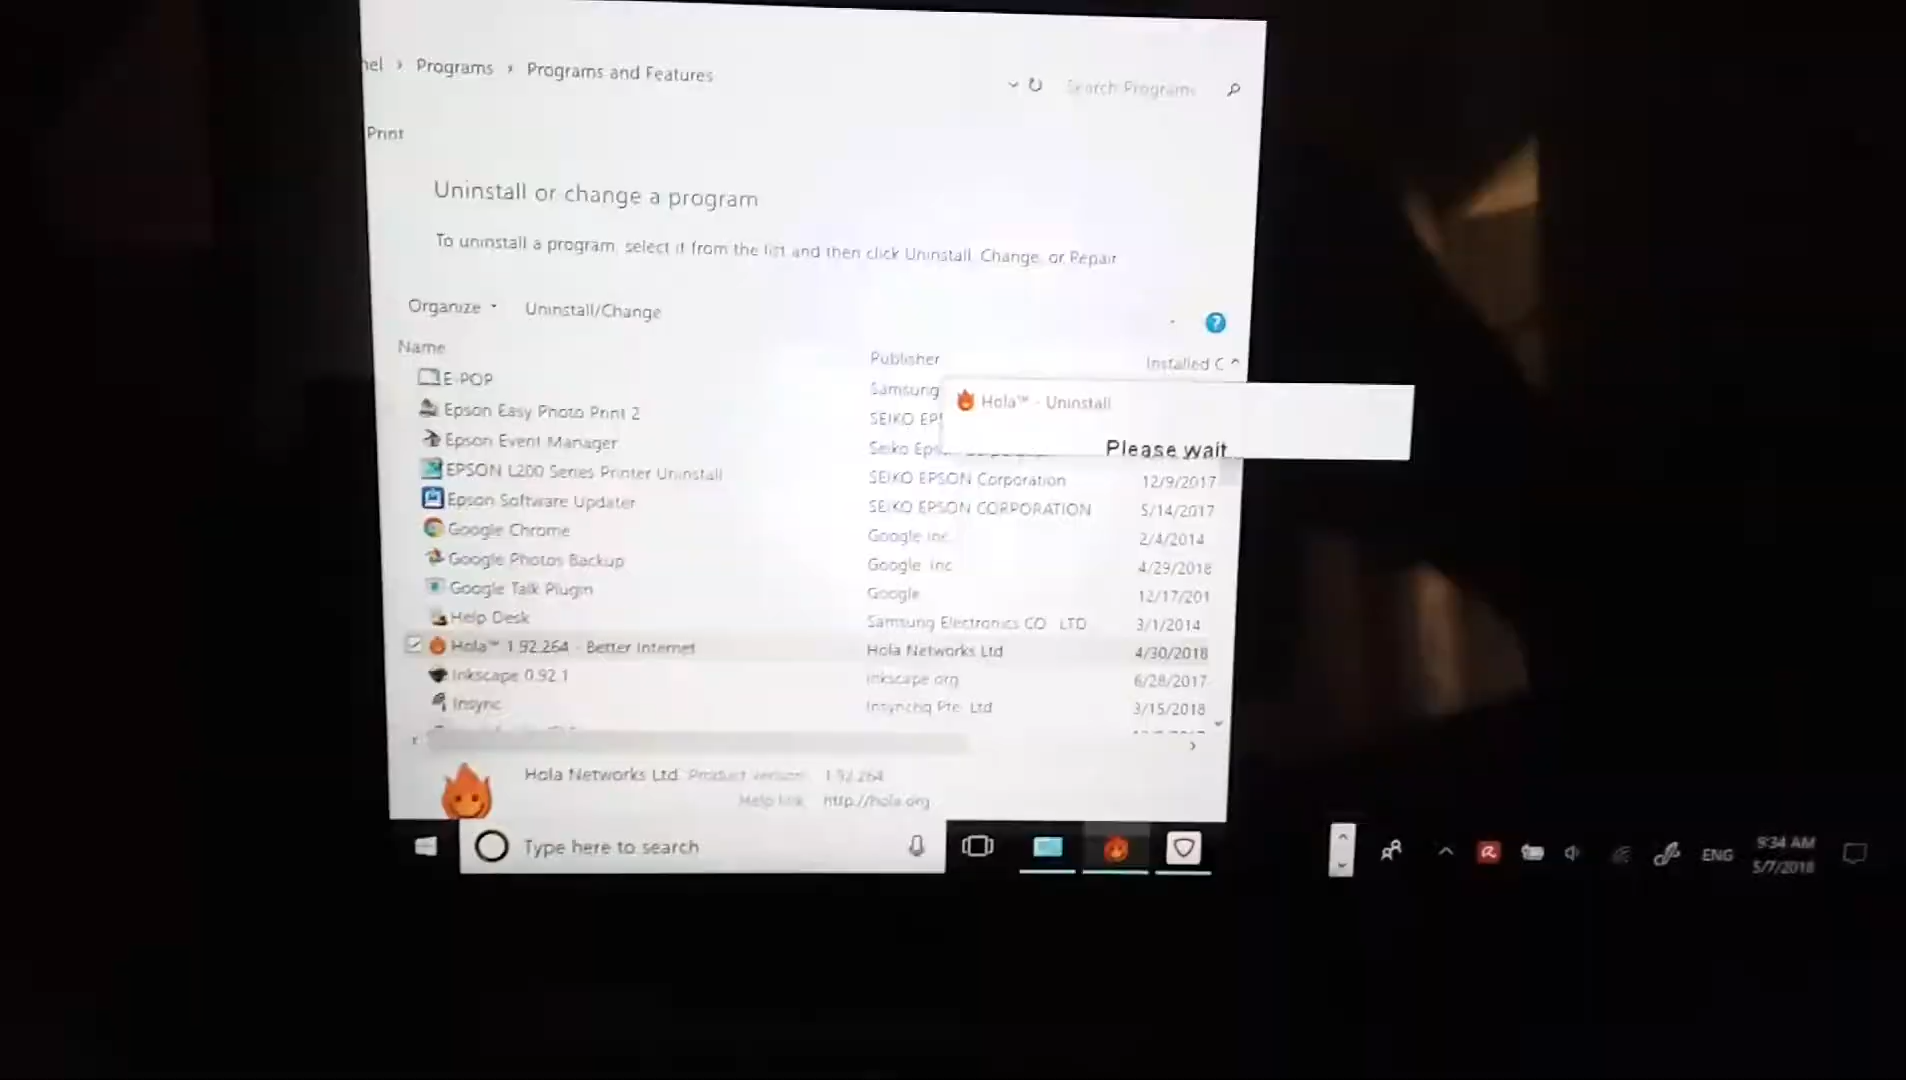 nel › Programs › Programs and Features
Search Programs
Print
Uninstall or change a program
To uninstall a program, select it from the list and then click Uninstall, Change, or Repair
Organize Uninstall/Change
Name Publisher Installed
E-POP Samsung
Epson Easy Photo Print 2 SEIKO EP
Epson Event Manager Seiko Eps
EPSON L200 Series Printer Uninstall SEIKO EPSON Corporation 12/9/2017
Epson Software Updater SEIKO EPSON CORPORATION 5/14/2017
Google Chrome Google Inc 2/4/2014
Google Photos Backup Google, Inc 4/29/2018
Google Talk Plugin Google 12/17/201
Help Desk Samsung Electronics CO LTD 3/1/2014
Hola™ 1.92.264 - Better Internet Hola Networks Ltd 4/30/2018
Inkscape 0.92.1 inkscape.org 6/28/2017
Insync Insynchq Pte. Ltd 3/15/2018
Hola™ - Uninstall
Please wait
Hola Networks Ltd Product version: 1.92.264
Help link: http://hola.org
Type here to search
ENG
9:34 AM
5/7/2018